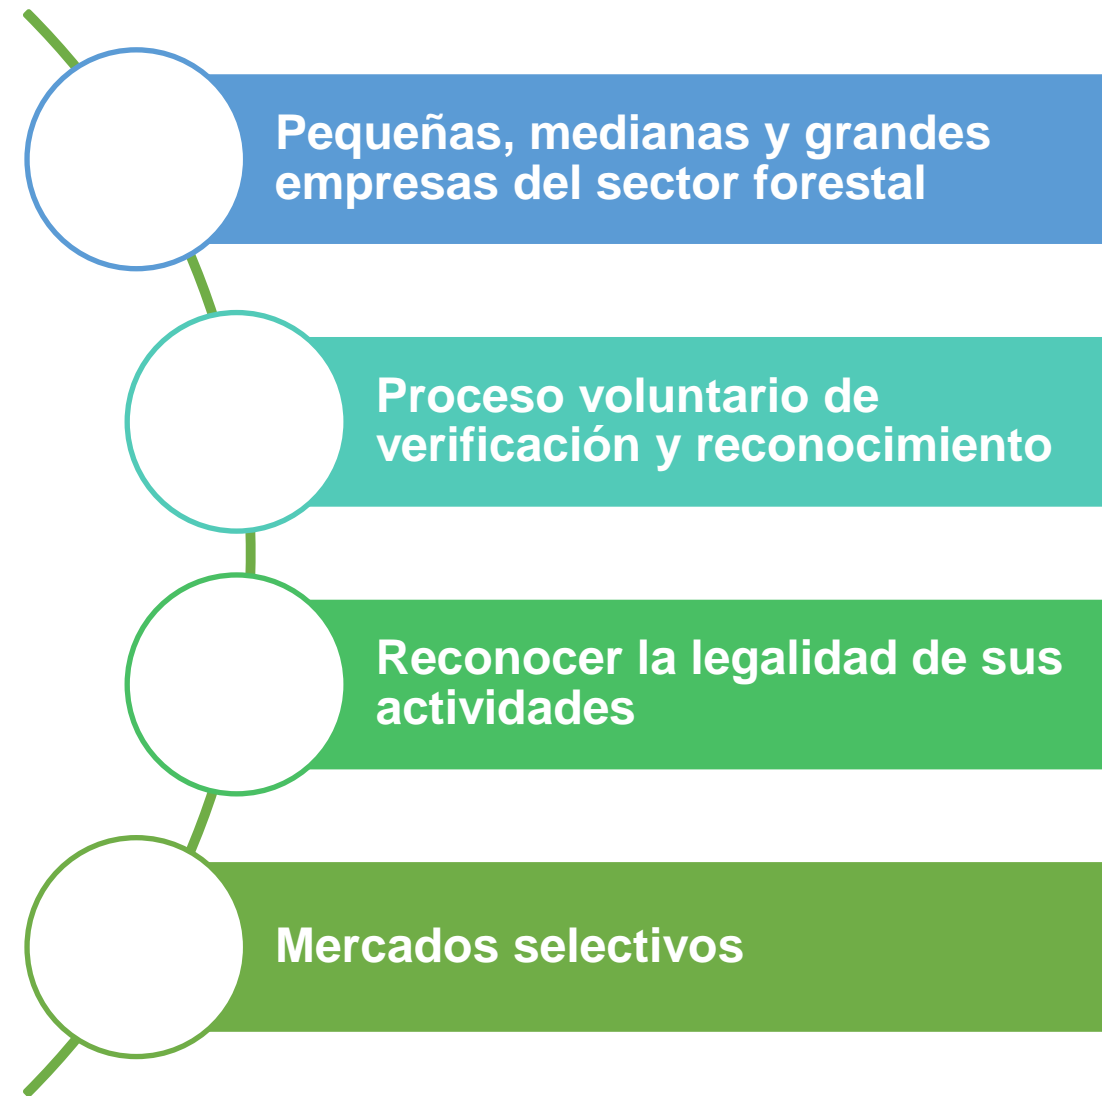 Pequeñas, medianas y grandes
empresas del sector forestal
Proceso voluntario de
verificación y reconocimiento
Reconocer la legalidad de sus
actividades
Mercados selectivos